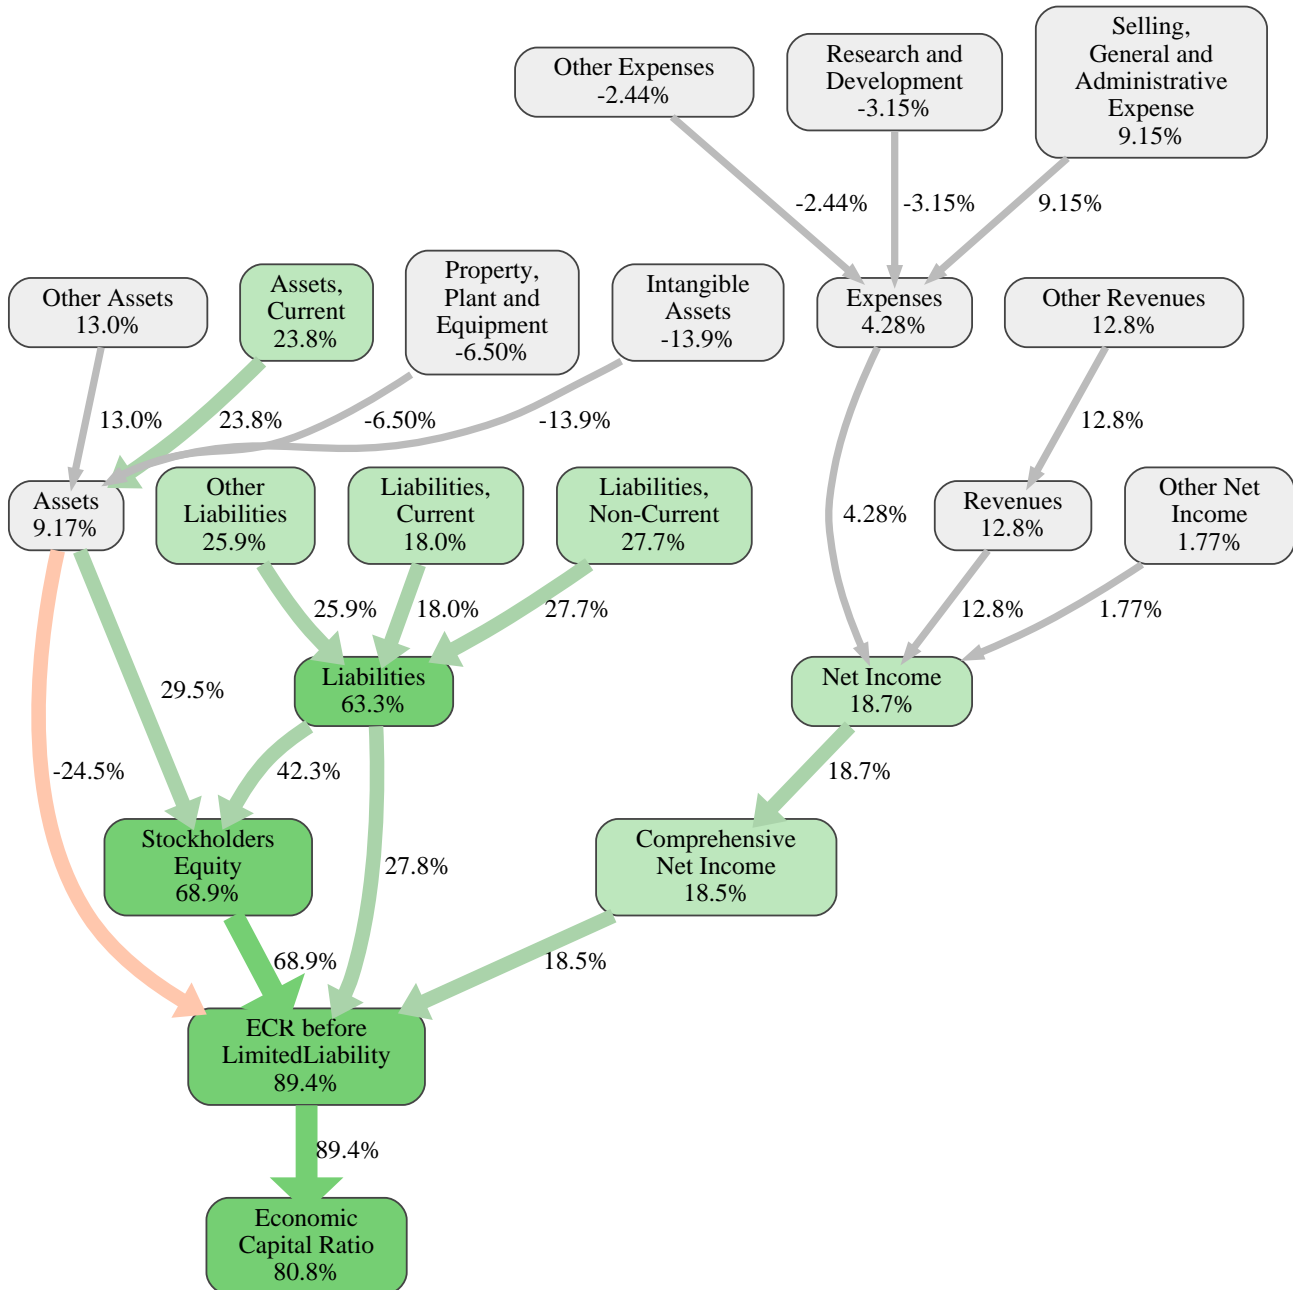 Other Expenses
-2.44%
Research and
Development
-3.15%
Selling,
General and
Administrative
Expense
9.15%
-2.44%
-3.15%
9.15%
Other Assets
13.0%
Assets,
Current
23.8%
Property,
Plant and
Equipment
-6.50%
Intangible
Assets
-13.9%
Expenses
4.28%
Other Revenues
12.8%
13.0%
23.8%
-6.50%
-13.9%
12.8%
Assets
9.17%
Other
Liabilities
25.9%
Liabilities,
Current
18.0%
Liabilities,
Non-Current
27.7%
4.28%
Revenues
12.8%
Other Net
Income
1.77%
25.9%
18.0%
27.7%
12.8%
1.77%
29.5%
Liabilities
63.3%
Net Income
18.7%
-24.5%
42.3%
18.7%
Stockholders
Equity
68.9%
27.8%
Comprehensive
Net Income
18.5%
68.9%
18.5%
ECR before
LimitedLiability
89.4%
89.4%
Economic
Capital Ratio
80.8%